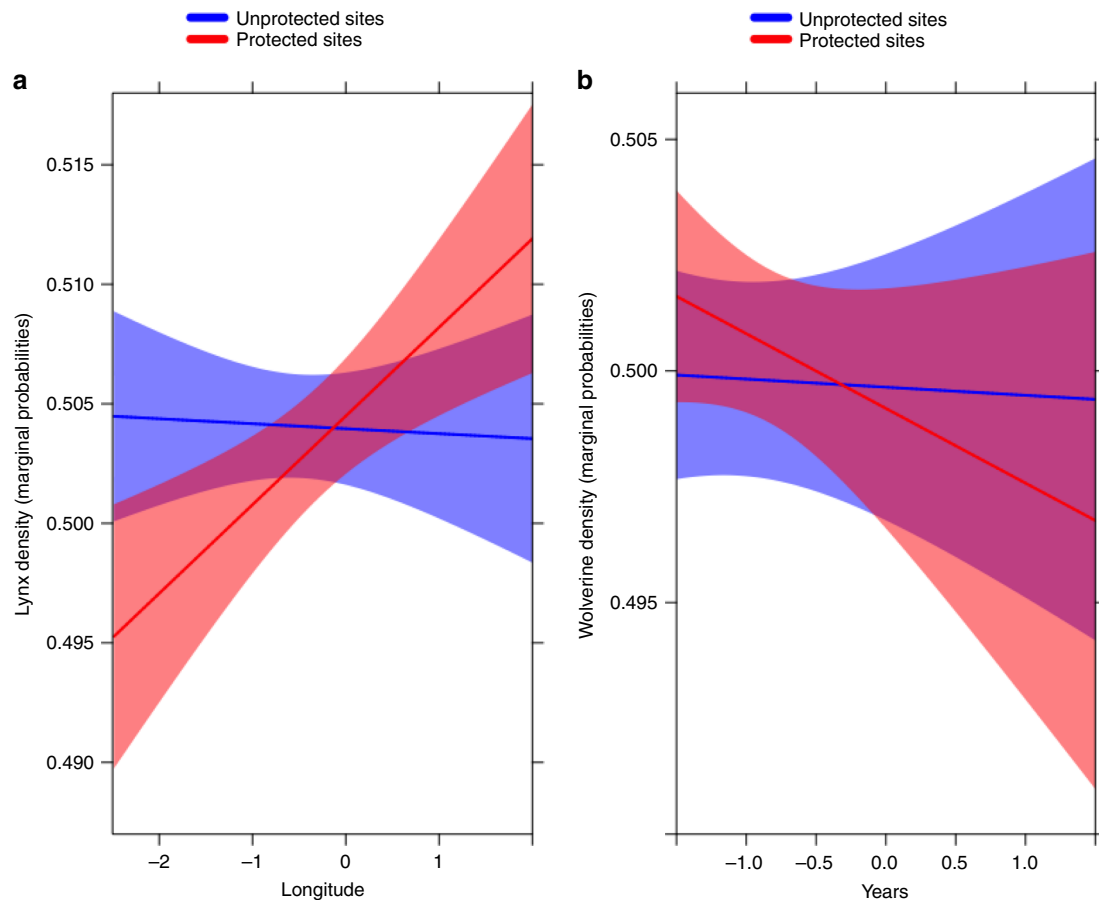 Unprotected sites
Protected sites
a
0.515
0.510
0.505
0.500
0.495
0.490
Lynx density (marginal probabilities)
–2
–1
0
1
Longitude
Unprotected sites
Protected sites
b
0.505
0.500
0.495
Wolverine density (marginal probabilities)
–1.0
–0.5
0.0
0.5
1.0
Years